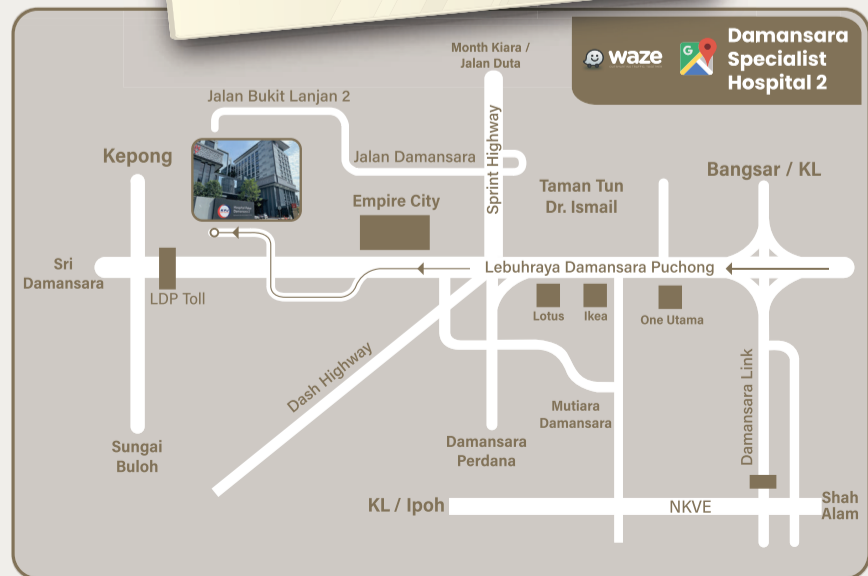 waze
Damansara
Specialist
Hospital 2
Month Kiara /
Jalan Duta
Jalan Bukit Lanjan 2
Kepong
Jalan Damansara
Sprint Highway
Taman Tun
Dr. Ismail
Bangsar / KL
Empire City
Sri
Damansara
LDP Toll
Lebuhraya Damansara Puchong
Lotus
Ikea
One Utama
Dash Highway
Mutiara
Damansara
Damansara Link
Sungai
Buloh
Damansara
Perdana
KL / Ipoh
NKVE
Shah
Alam